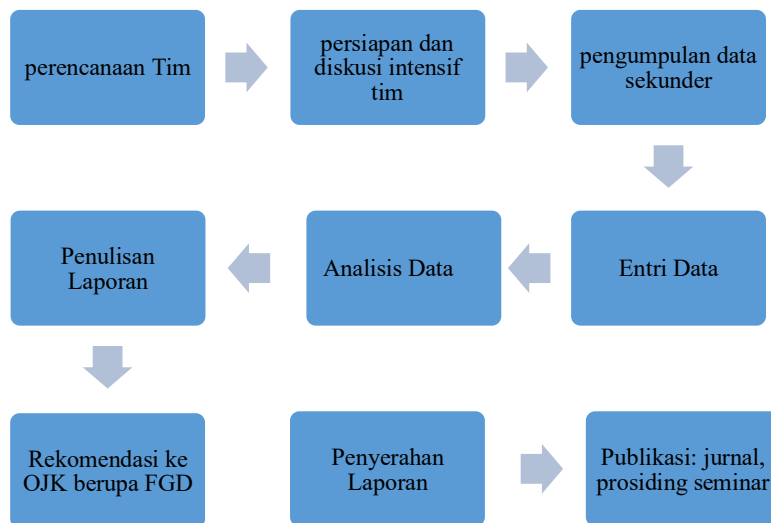 perencanaan Tim
persiapan dan
diskusi intensif
tim
pengumpulan data
sekunder
Penulisan
Laporan
Analisis Data
Entri Data
Rekomendasi ke
OJK berupa FGD
Penyerahan
Laporan
Publikasi: jurnal,
prosiding seminar